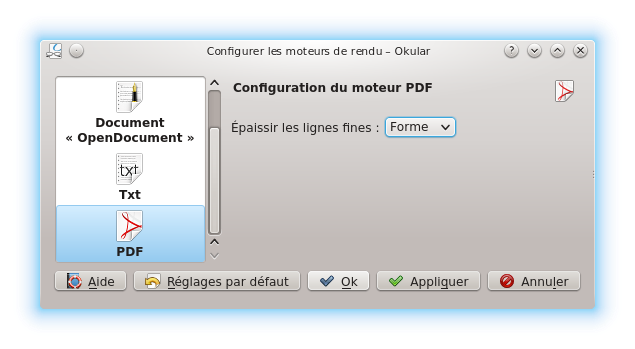 Configurer les moteurs de rendu – Okular
Document
« OpenDocument »
txt
Txt
PDF
Configuration du moteur PDF
Épaissir les lignes fines : Forme
Aide
Réglages par défaut
Ok
Appliquer
Annuler